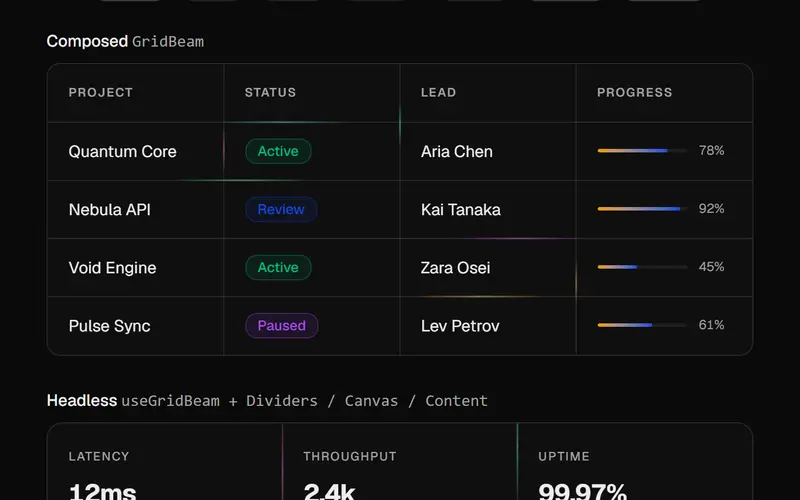 Composed GridBeam
PROJECT STATUS LEAD PROGRESS
Quantum Core Active Aria Chen 78%
Nebula API Review Kai Tanaka 92%
Void Engine Active Zara Osei 45%
Pulse Sync Paused Lev Petrov 61%
Headless useGridBeam + Dividers / Canvas / Content
LATENCY THROUGHPUT UPTIME
12ms 2.4k 99.97%